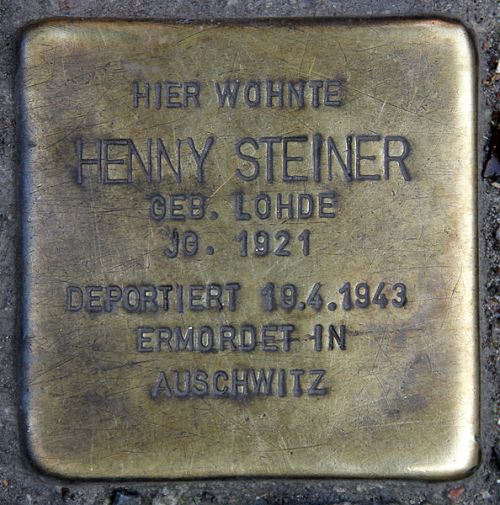 HIER WOHNTE
HENNY STEINER
GEB. LOHDE
JG. 1921
DEPORTIERT 19.4.1943
ERMORDET IN
AUSCHWITZ